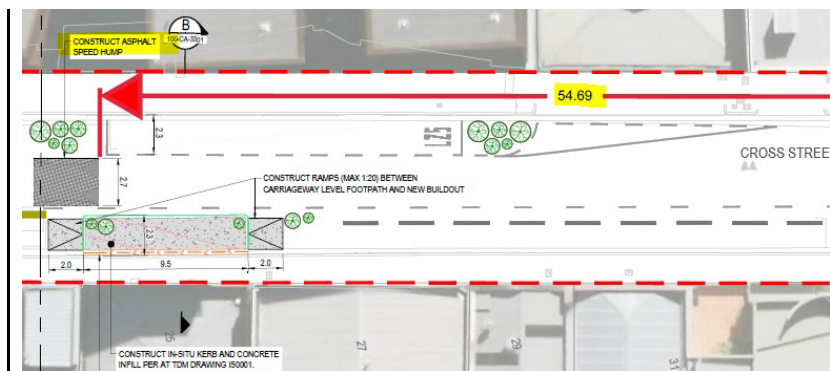 B
100-CA-3301
CONSTRUCT ASPHALT
SPEED HUMP
54.69
2.3
LZ5
2.7
CROSS STREE
CONSTRUCT RAMPS (MAX 1:20) BETWEEN
CARRIAGEWAY LEVEL FOOTPATH AND NEW BUILDOUT
2.3
2.0
9.5
2.0
25
27
29
31
CONSTRUCT IN-SITU KERB AND CONCRETE
INFILL PER AT TDM DRAWING IS0001.